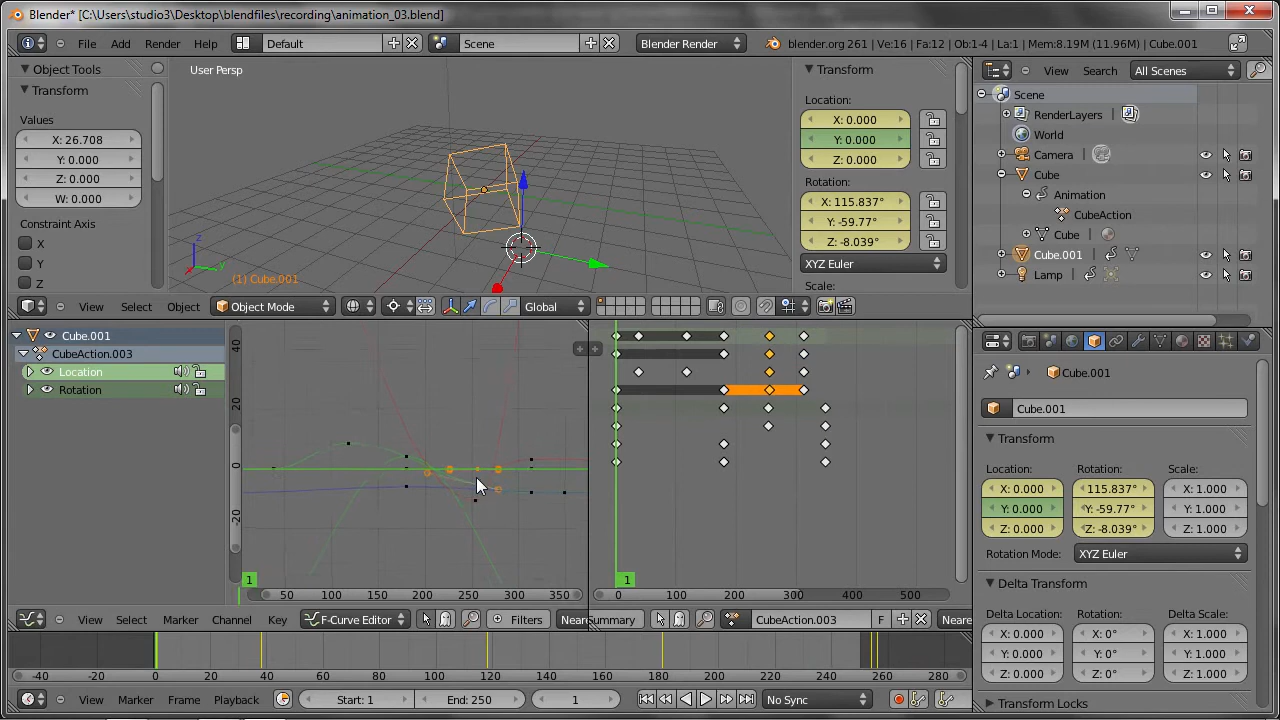 Blender* [C:\Users\studio3\Desktop\blendfiles\recording\animation_03.blend]
File Add Render Help Default Scene Blender Render blender.org 261 | Ve:16 | Fa:12 | Ob:1-4 | La:1 | Mem:8.19M (11.96M) | Cube.001
Object Tools
Transform
Values
X: 26.708
Y: 0.000
Z: 0.000
W: 0.000
Constraint Axis
X
Y
Z
User Persp
z
y
(1) Cube.001
Transform
Location:
X: 0.000
Y: 0.000
Z: 0.000
Rotation:
X: 115.837°
Y: -59.77°
Z: -8.039°
XYZ Euler
Scale:
View Select Object Object Mode Global
View Search All Scenes
Scene
RenderLayers |
World
Camera
Cube
Animation
CubeAction
Cube
Cube.001
Lamp
Cube.001
CubeAction.003
Location
Rotation
40
20
0
-20
1
50 100 150 200 250 300 350
1
0 100 200 300 400 500
View Select Marker Channel Key F-Curve Editor Filters Near
Summary CubeAction.003 F Neare
-40 -20 0 20 40 60 80 100 120 140 160 180 200 220 240 260 280
View Marker Frame Playback Start: 1 End: 250 1 No Sync
Cube.001
Cube.001
Transform
Location: Rotation: Scale:
X: 0.000 115.837° X: 1.000
Y: 0.000 Y: -59.77° Y: 1.000
Z: 0.000 Z: -8.039° Z: 1.000
Rotation Mode: XYZ Euler
Delta Transform
Delta Location: Rotation: Delta Scale:
X: 0.000 X: 0° X: 1.000
Y: 0.000 Y: 0° Y: 1.000
Z: 0.000 Z: 0° Z: 1.000
Transform Locks